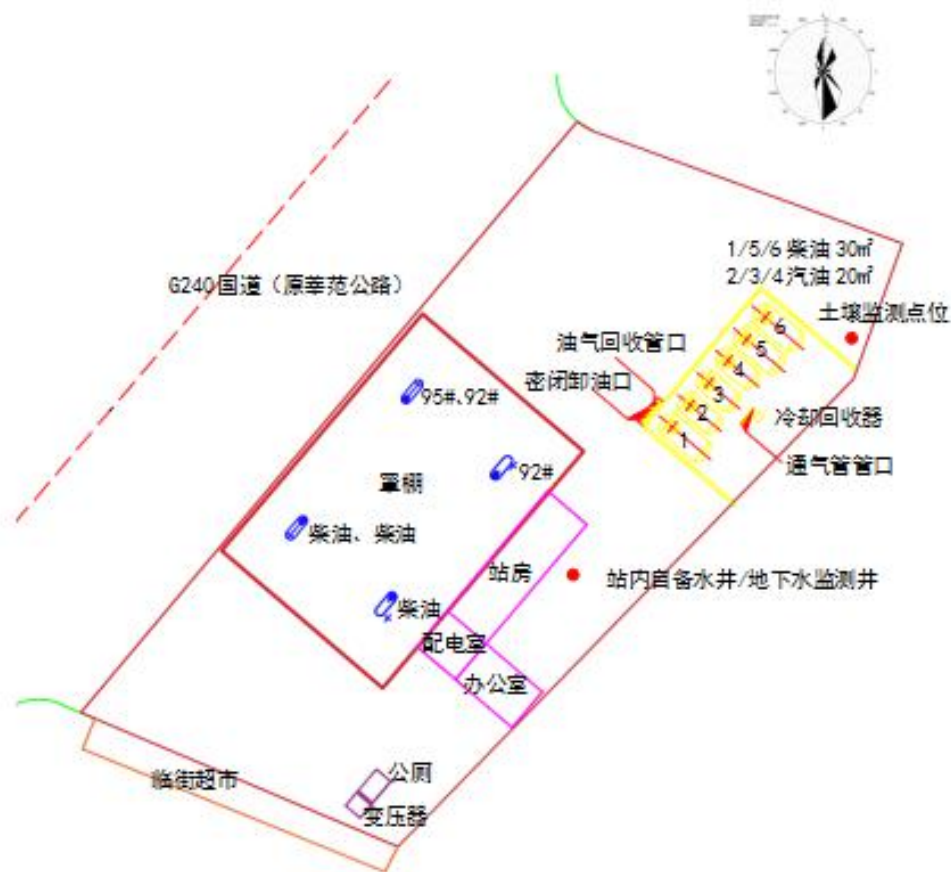 1/5/6 柴油 30㎡
2/3/4 汽油 20㎡
G240国道（原莘范公路）
土壤监测点位
油气回收管口
密闭卸油口
6
5
4
3
2
1
95#、92#
冷却回收器
通气管管口
92#
罩棚
柴油、柴油
站房
站内自备水井/地下水监测井
柴油
配电室
办公室
公厕
临街超市
变压器